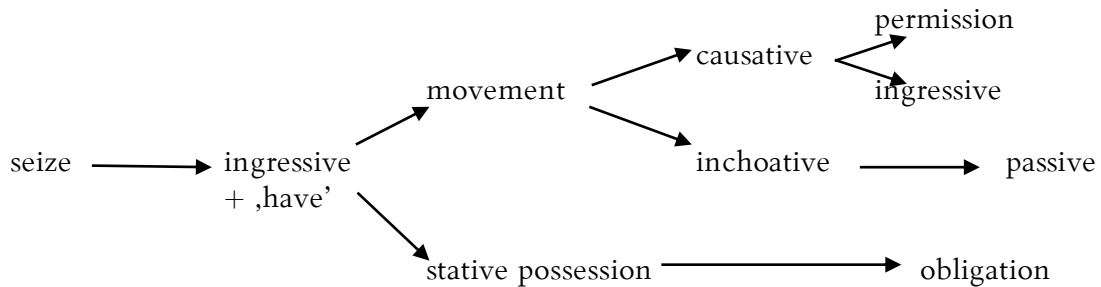 permission
causative
movement
ingressive
seize
ingressive
+ ‚have’
inchoative
passive
stative possession
obligation